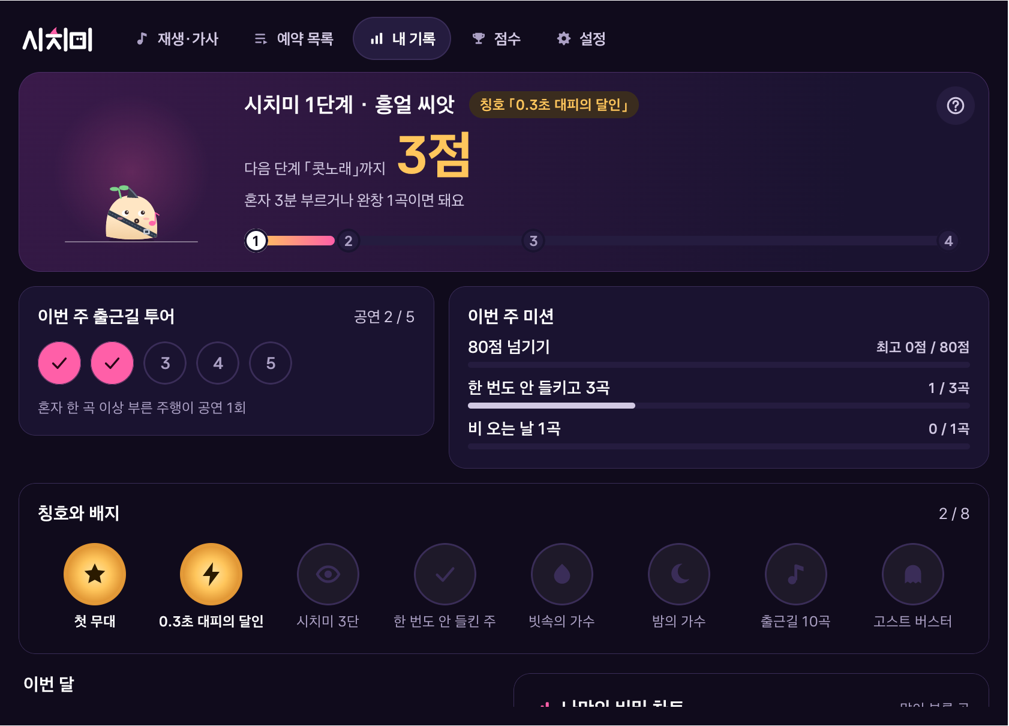 시치미
재생·가사
예약 목록
내 기록
점수
설정
시치미 1단계 · 흥얼 씨앗
칭호 「0.3초 대피의 달인」
?
다음 단계 「콧노래」까지 3점
혼자 3분 부르거나 완창 1곡이면 돼요
1 2 3 4
이번 주 출근길 투어
공연 2 / 5
3 4 5
혼자 한 곡 이상 부른 주행이 공연 1회
이번 주 미션
80점 넘기기
최고 0점 / 80점
한 번도 안 들키고 3곡
1 / 3곡
비 오는 날 1곡
0 / 1곡
칭호와 배지
2 / 8
첫 무대
0.3초 대피의 달인
시치미 3단
한 번도 안 들킨 주
빗속의 가수
밤의 가수
출근길 10곡
고스트 버스터
이번 달